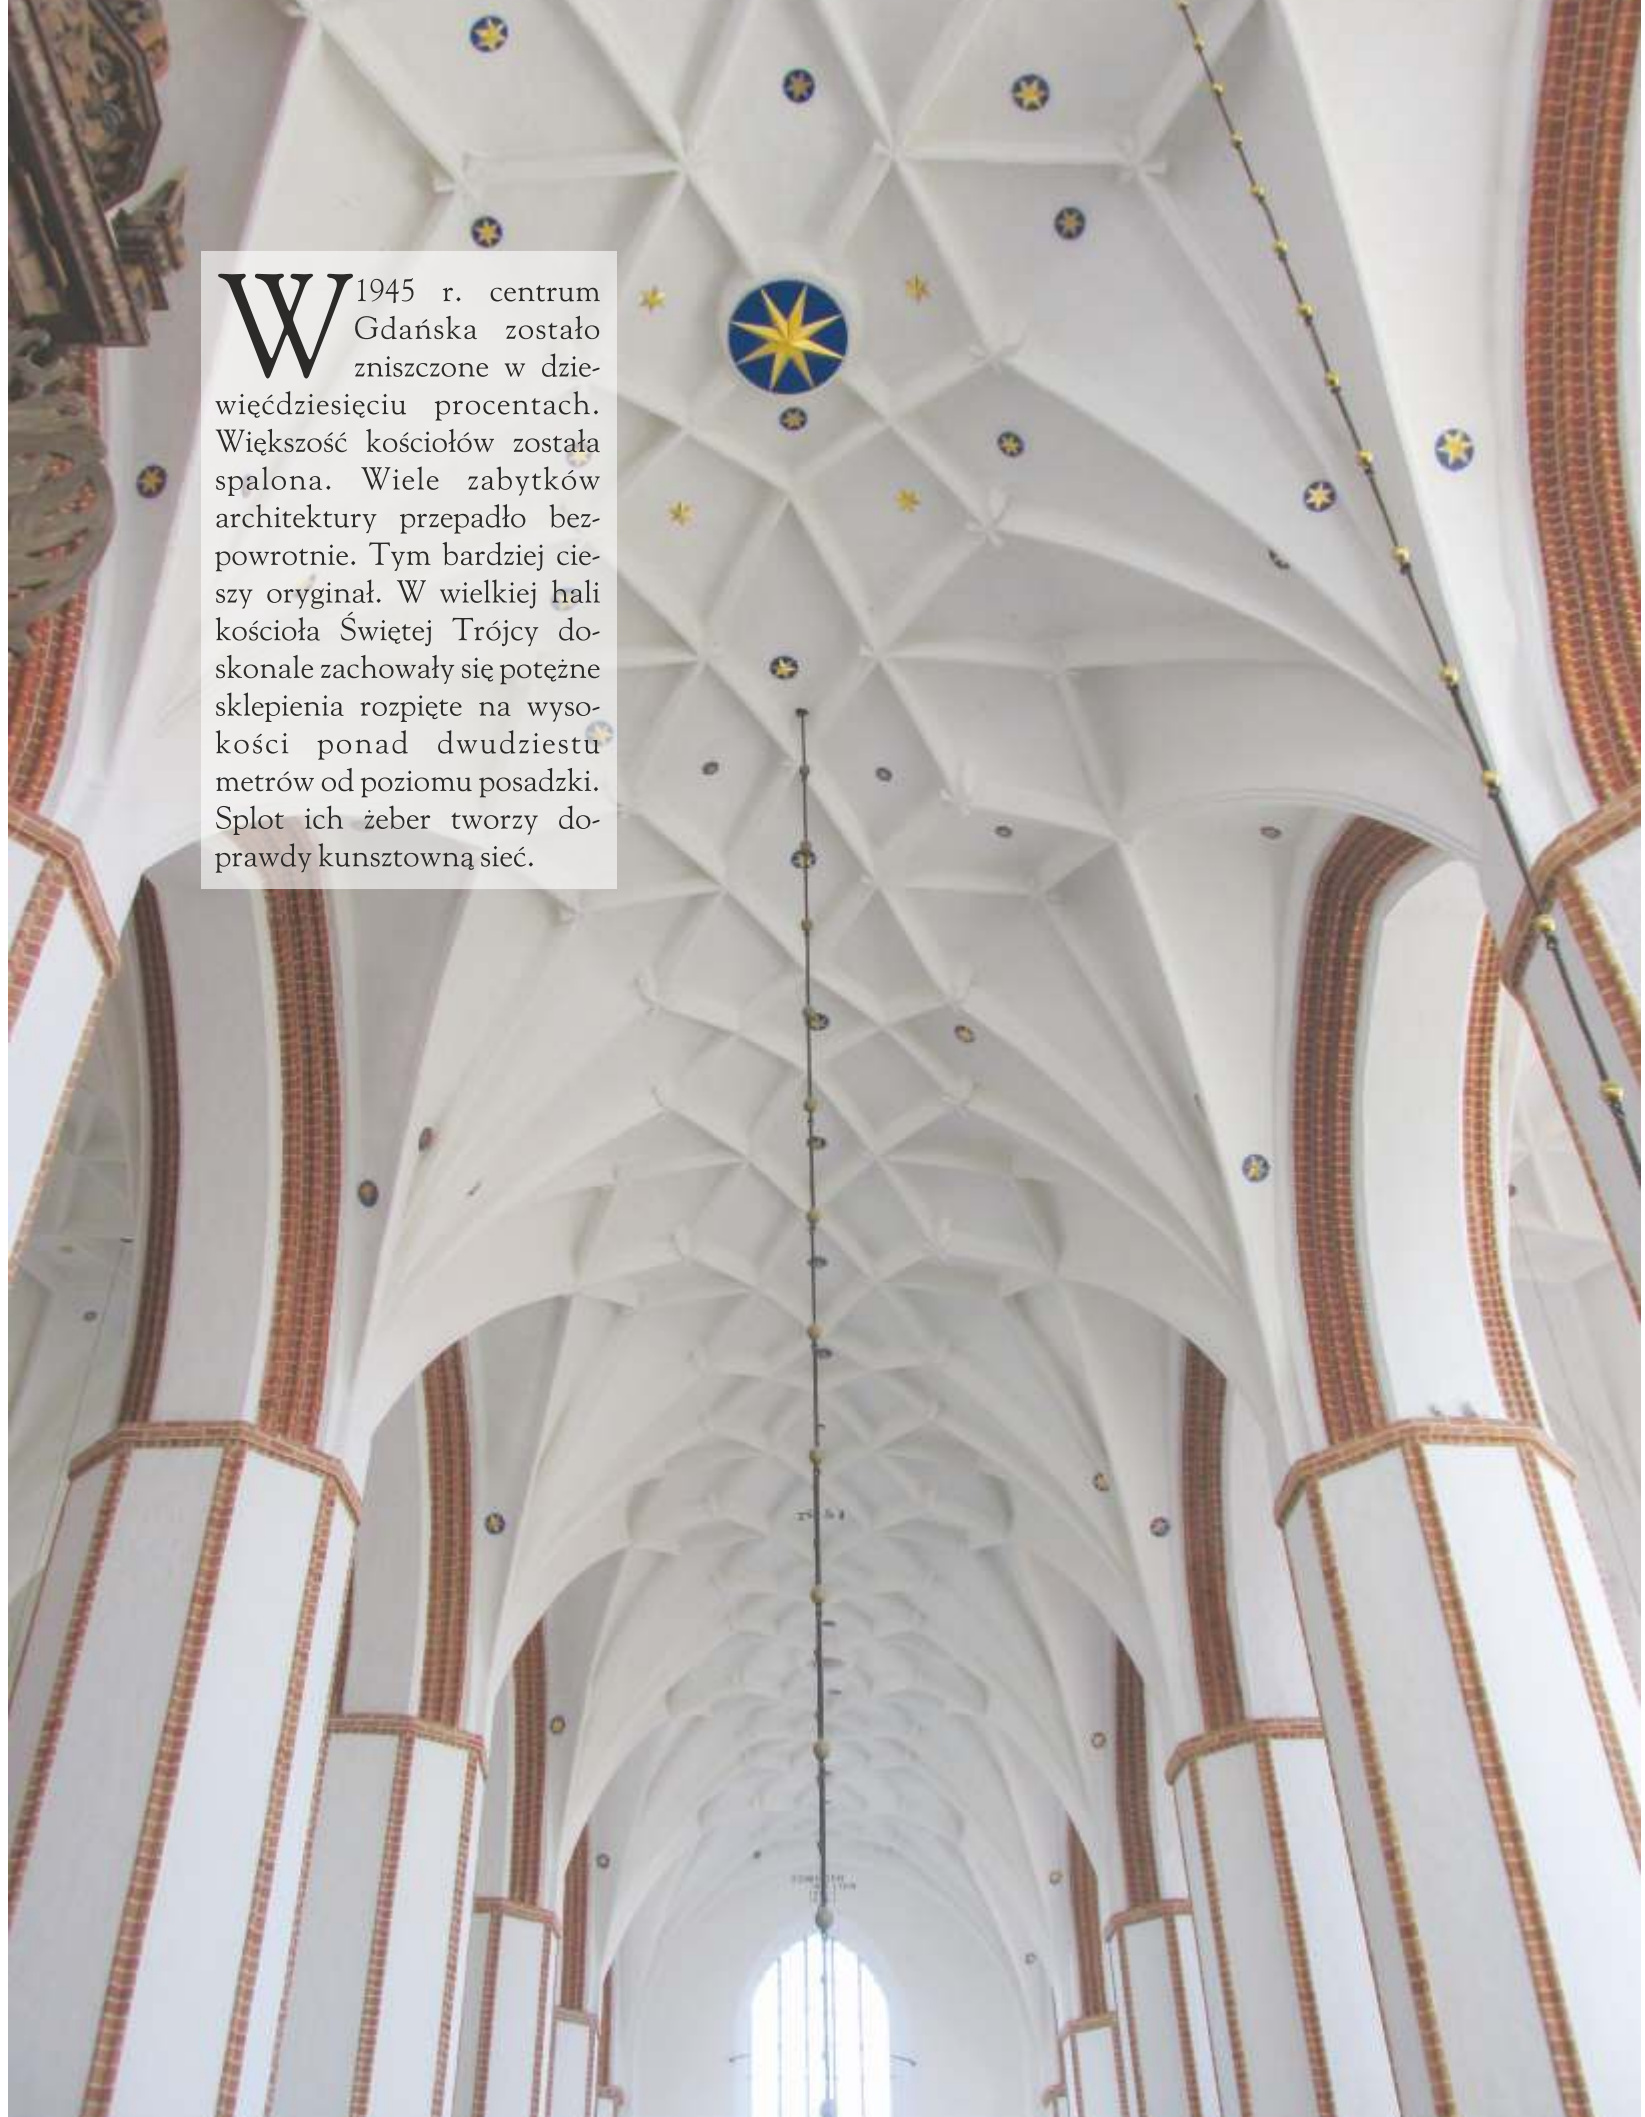 W 1945 r. centrum
Gdańska zostało
zniszczone w dzie-
więćdziesięciu procentach.
Większość kościołów została
spalona. Wiele zabytków
architektury przepadło bez-
powrotnie. Tym bardziej cie-
szy oryginał. W wielkiej hali
kościoła Świętej Trójcy do-
skonale zachowały się potężne
sklepienia rozpięte na wyso-
kości ponad dwudziestu
metrów od poziomu posadzki.
Splot ich żeber tworzy do-
prawdy kunsztowną sieć.